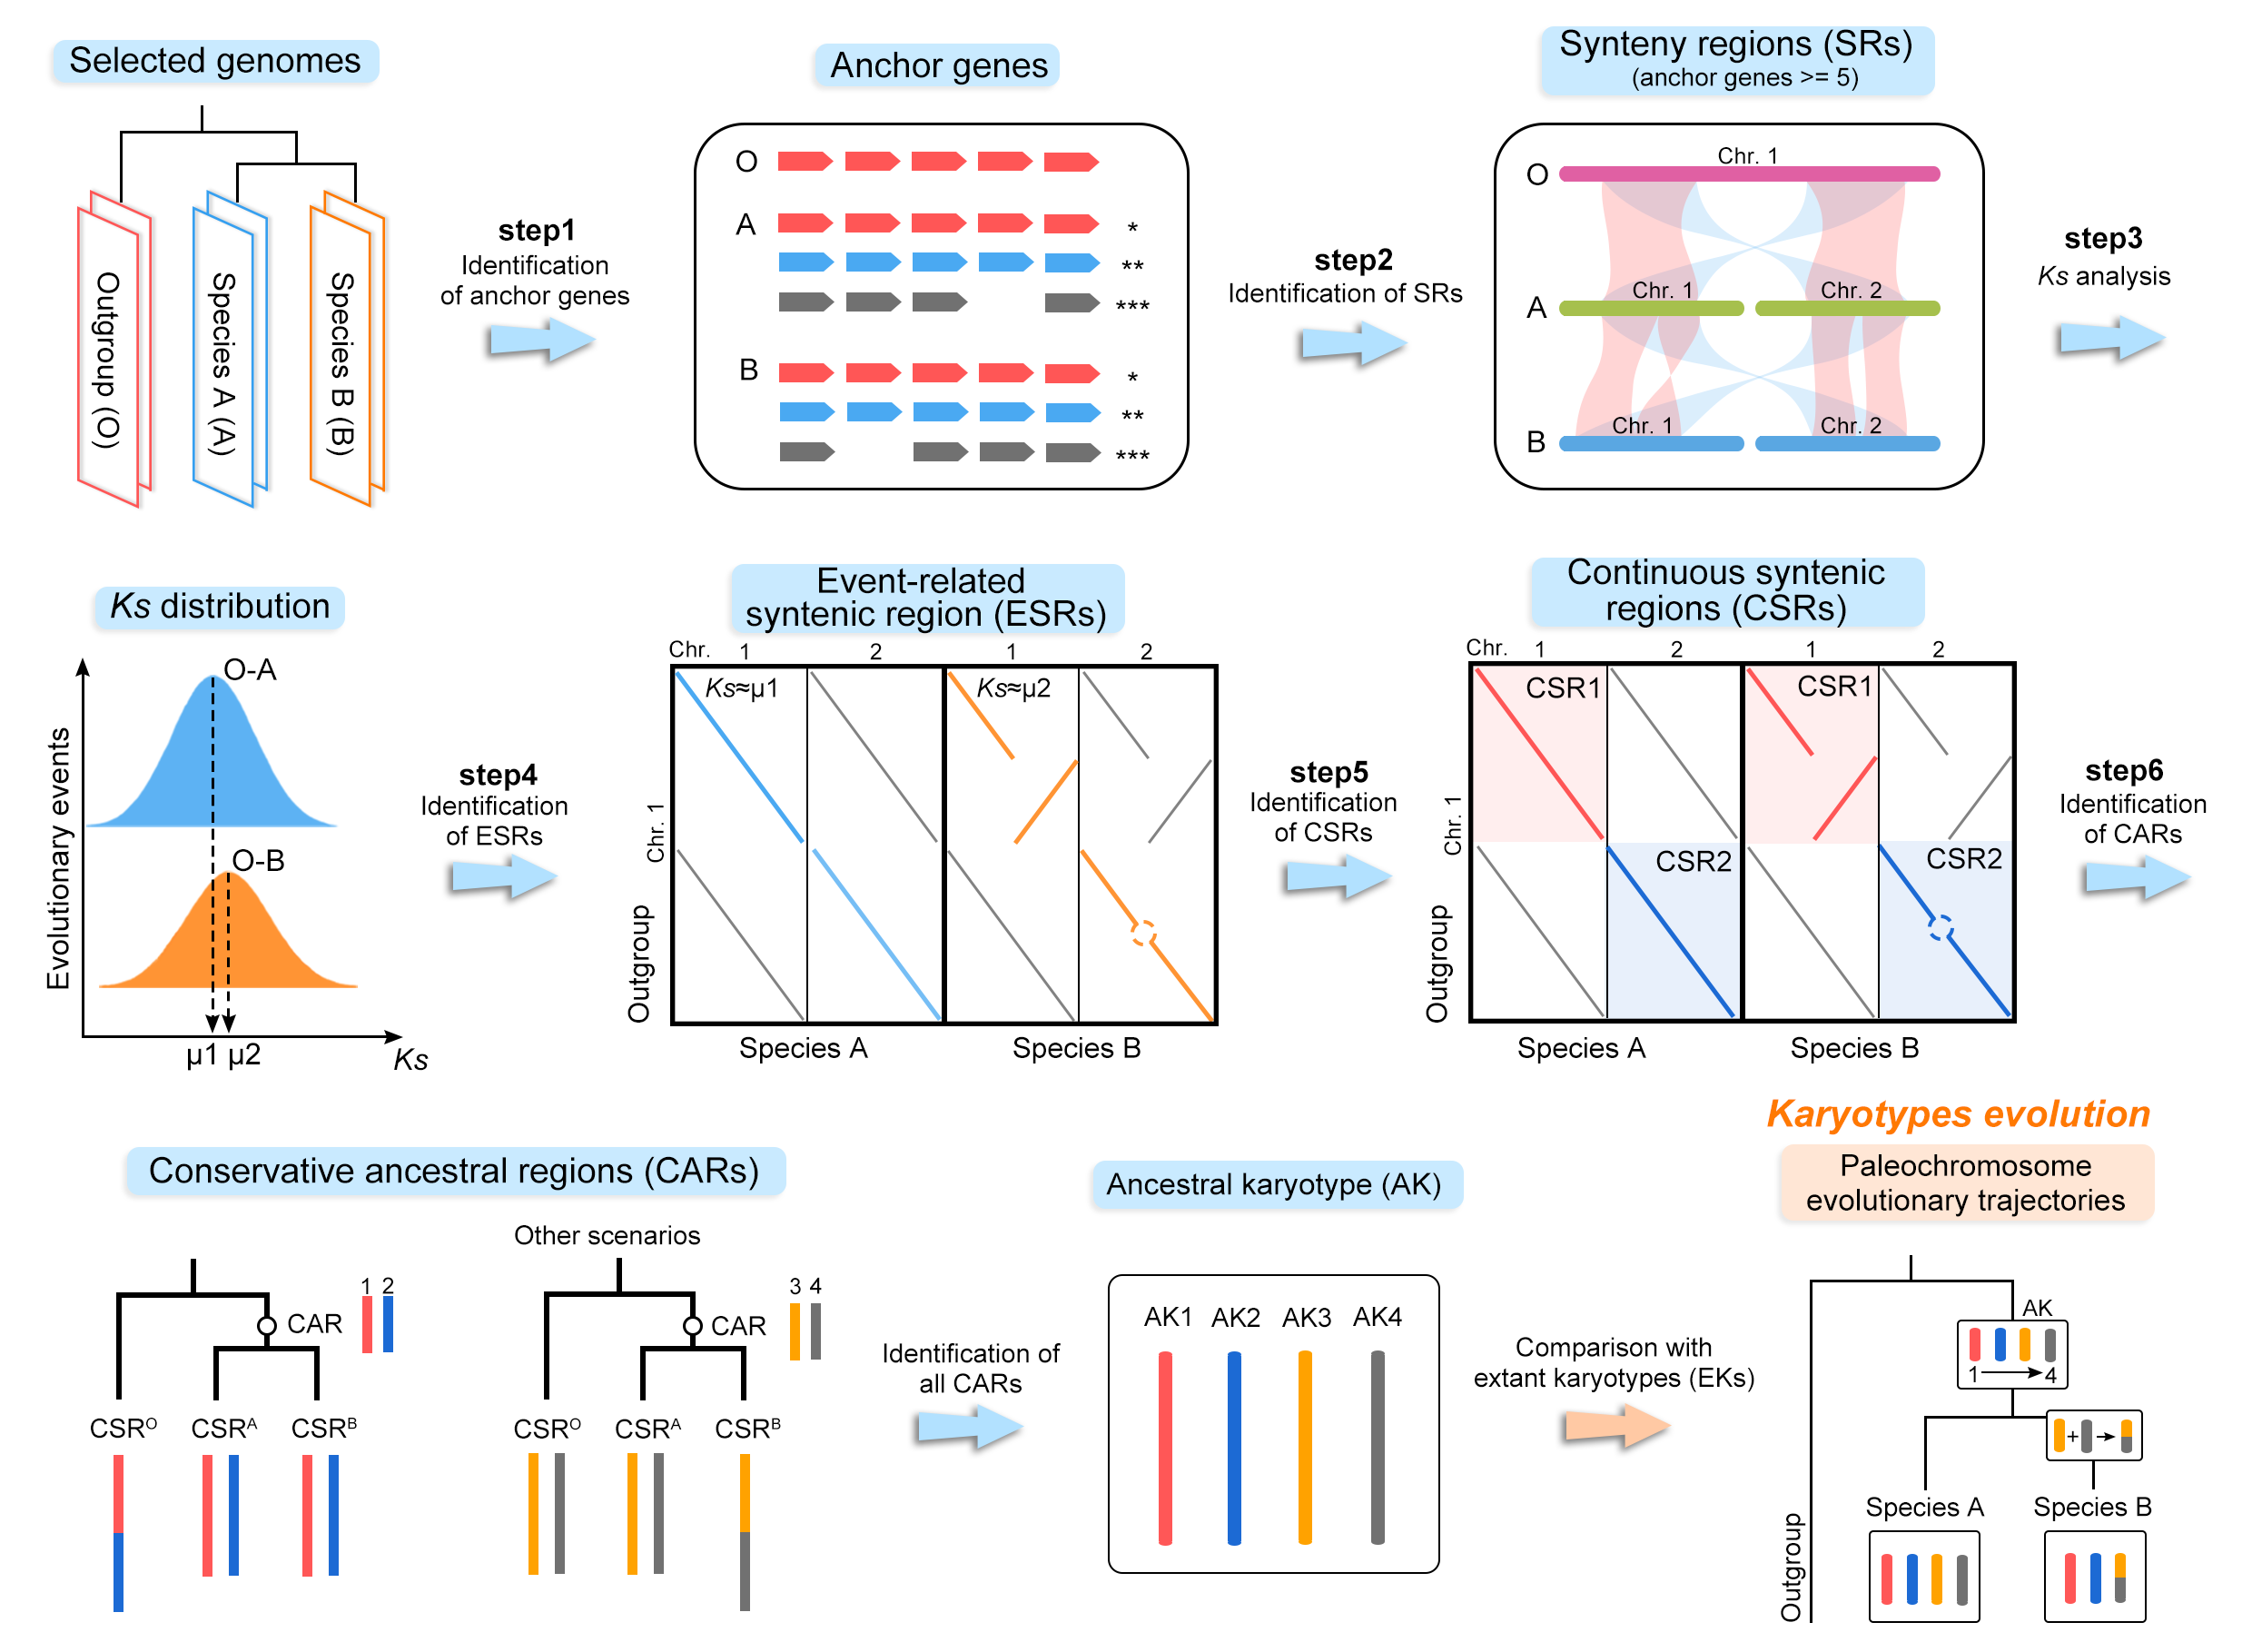 Selected genomes
Outgroup (O)
Species A (A)
Species B (B)
step1
Identification
of anchor genes
Anchor genes
O
A
*
**
***
B
*
**
***
step2
Identification of SRs
Synteny regions (SRs)
(anchor genes >= 5)
Chr. 1
O
Chr. 1
Chr. 2
A
Chr. 1
Chr. 2
B
step3
Ks analysis
Ks distribution
Evolutionary events
O-A
O-B
µ1 µ2
Ks
step4
Identification
of ESRs
Event-related
syntenic region (ESRs)
Chr. 1 2 1 2
Ks≈µ1
Ks≈µ2
Chr. 1
Outgroup
Species A
Species B
step5
Identification
of CSRs
Continuous syntenic
regions (CSRs)
Chr. 1 2 1 2
CSR1
CSR1
CSR2
CSR2
Chr. 1
Outgroup
Species A
Species B
step6
Identification
of CARs
Conservative ancestral regions (CARs)
1 2
CAR
CSRO CSRA CSRB
Other scenarios
3 4
CAR
CSRO CSRA CSRB
Identification of
all CARs
Ancestral karyotype (AK)
AK1 AK2 AK3 AK4
Comparison with
extant karyotypes (EKs)
Karyotypes evolution
Paleochromosome
evolutionary trajectories
AK
1 4
+
Outgroup
Species A
Species B